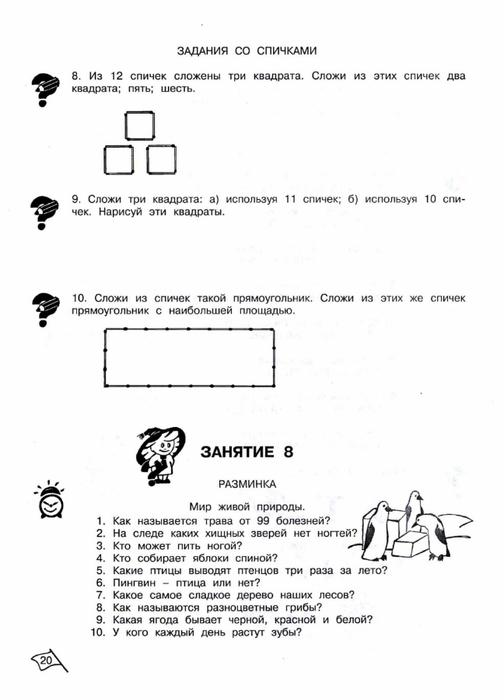 ЗАДАНИЯ СО СПИЧКАМИ
8. Из 12 спичек сложены три квадрата. Сложи из этих спичек два
квадрата; пять; шесть.
9. Сложи три квадрата: а) используя 11 спичек; б) используя 10 спи-
чек. Нарисуй эти квадраты.
10. Сложи из спичек такой прямоугольник. Сложи из этих же спичек
прямоугольник с наибольшей площадью.
ЗАНЯТИЕ 8
РАЗМИНКА
Мир живой природы.
1. Как называется трава от 99 болезней?
2. На следе каких хищных зверей нет ногтей?
3. Кто может пить ногой?
4. Кто собирает яблоки спиной?
5. Какие птицы выводят птенцов три раза за лето?
6. Пингвин – птица или нет?
7. Какое самое сладкое дерево наших лесов?
8. Как называются разноцветные грибы?
9. Какая ягода бывает черной, красной и белой?
10. У кого каждый день растут зубы?
20